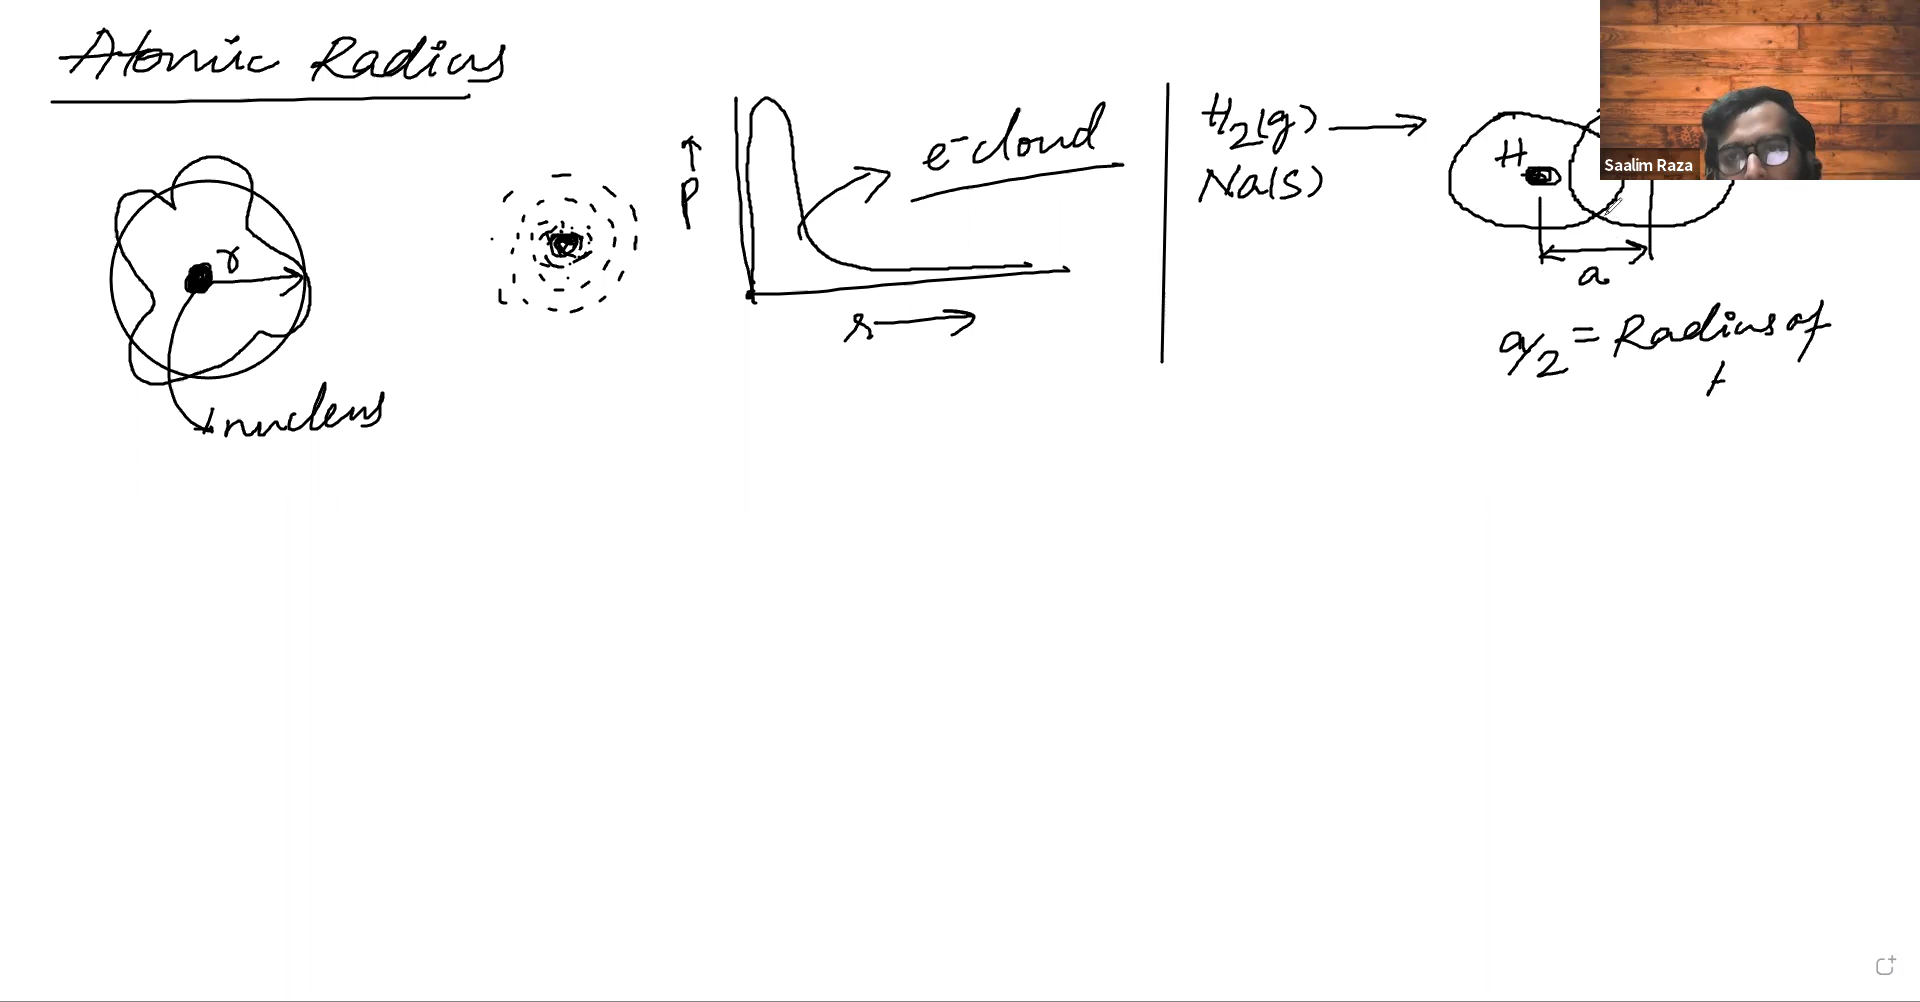 Atomic Radius
r
nucleus
↑
P
e⁻cloud
r →
H₂(g) →
Na(s)
H
a
a/2 = Radius of
Saalim Raza